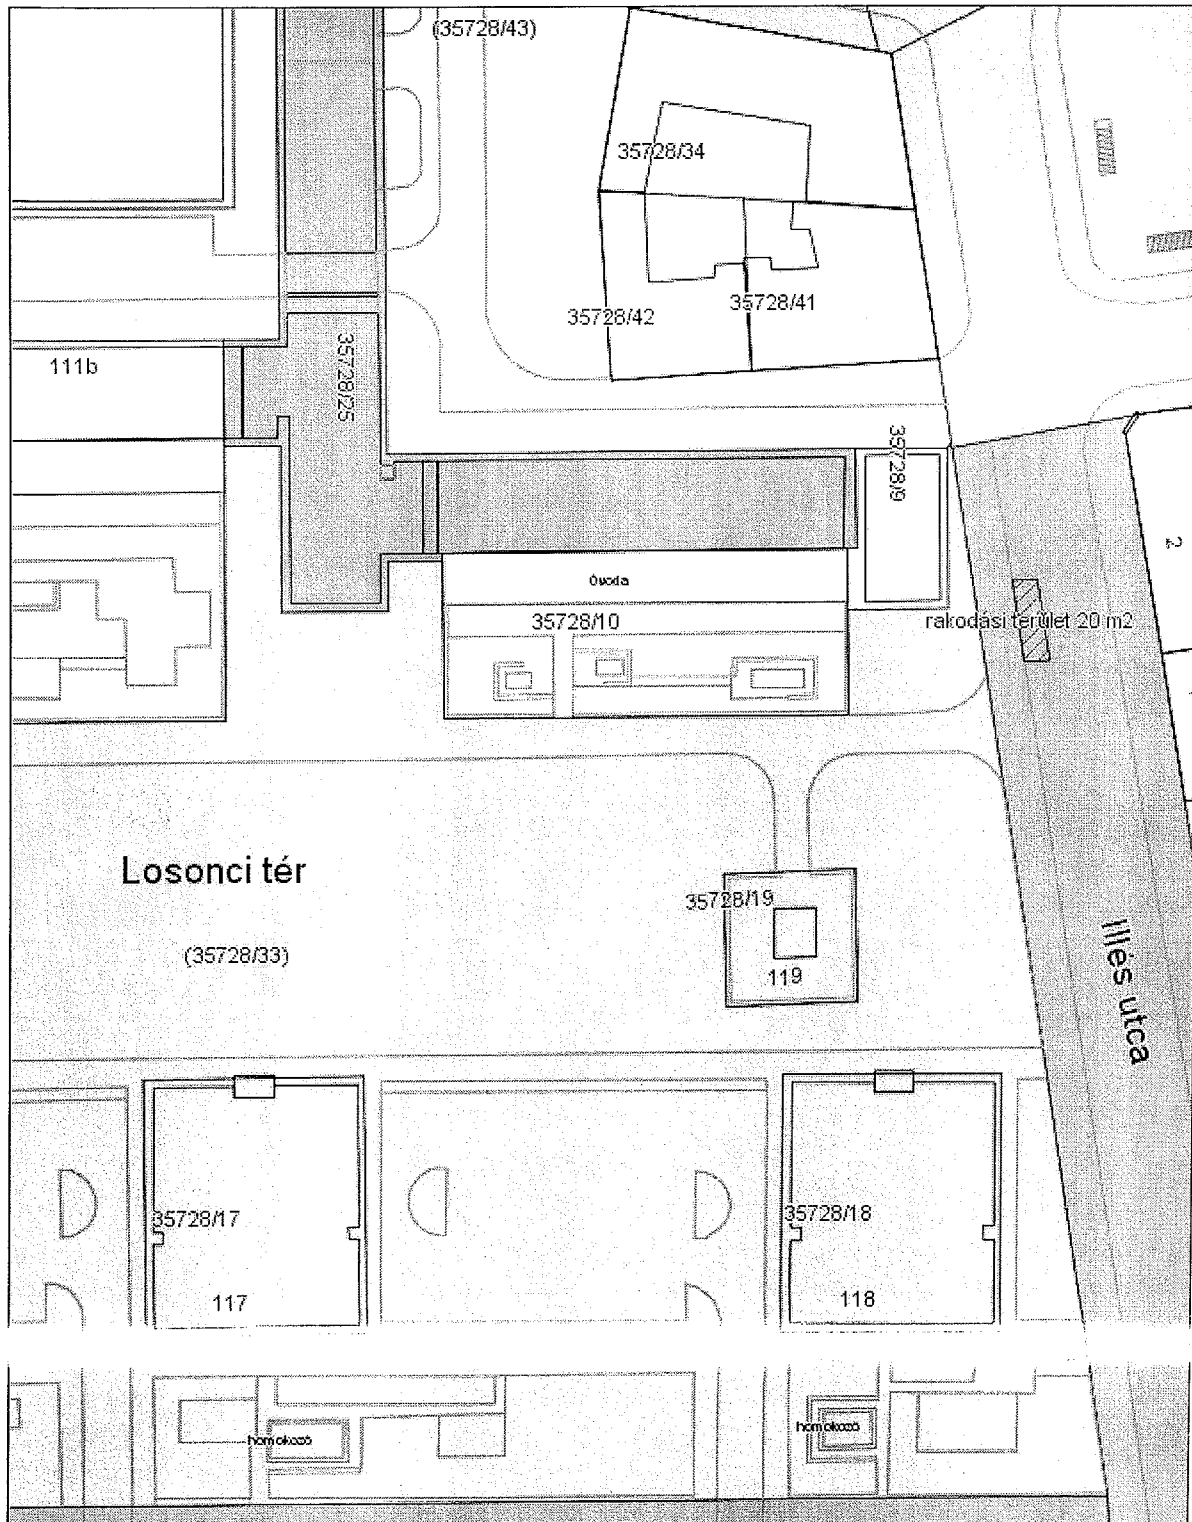 (35728/43)
35728/34
35728/42
35728/41
111b
35728/25
35728/9
2
Óvoda
35728/10
rakodási terület 20 m2
Losonci tér
(35728/33)
35728/19
119
Illés utca
35728/17
117
35728/18
118
homokozó
homokozó